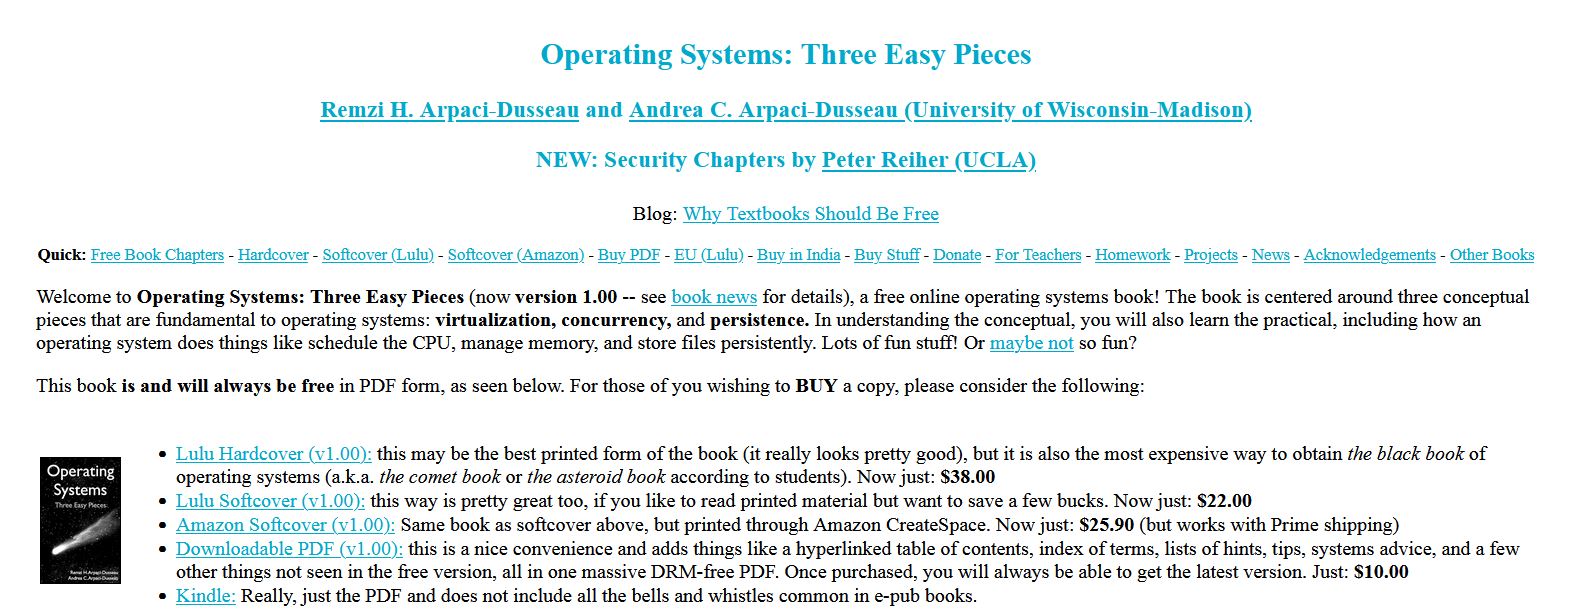 Operating Systems: Three Easy Pieces
Remzi H. Arpaci-Dusseau and Andrea C. Arpaci-Dusseau (University of Wisconsin-Madison)
NEW: Security Chapters by Peter Reiher (UCLA)
Blog: Why Textbooks Should Be Free
Quick: Free Book Chapters - Hardcover - Softcover (Lulu) - Softcover (Amazon) - Buy PDF - EU (Lulu) - Buy in India - Buy Stuff - Donate - For Teachers - Homework - Projects - News - Acknowledgements - Other Books
Welcome to Operating Systems: Three Easy Pieces (now version 1.00 -- see book news for details), a free online operating systems book! The book is centered around three conceptual
pieces that are fundamental to operating systems: virtualization, concurrency, and persistence. In understanding the conceptual, you will also learn the practical, including how an
operating system does things like schedule the CPU, manage memory, and store files persistently. Lots of fun stuff! Or maybe not so fun?
This book is and will always be free in PDF form, as seen below. For those of you wishing to BUY a copy, please consider the following:
Operating
Systems
Three Easy Pieces
Remzi H. Arpaci-Dusseau
Andrea C. Arpaci-Dusseau
• Lulu Hardcover (v1.00): this may be the best printed form of the book (it really looks pretty good), but it is also the most expensive way to obtain the black book of
operating systems (a.k.a. the comet book or the asteroid book according to students). Now just: $38.00
• Lulu Softcover (v1.00): this way is pretty great too, if you like to read printed material but want to save a few bucks. Now just: $22.00
• Amazon Softcover (v1.00): Same book as softcover above, but printed through Amazon CreateSpace. Now just: $25.90 (but works with Prime shipping)
• Downloadable PDF (v1.00): this is a nice convenience and adds things like a hyperlinked table of contents, index of terms, lists of hints, tips, systems advice, and a few
other things not seen in the free version, all in one massive DRM-free PDF. Once purchased, you will always be able to get the latest version. Just: $10.00
• Kindle: Really, just the PDF and does not include all the bells and whistles common in e-pub books.